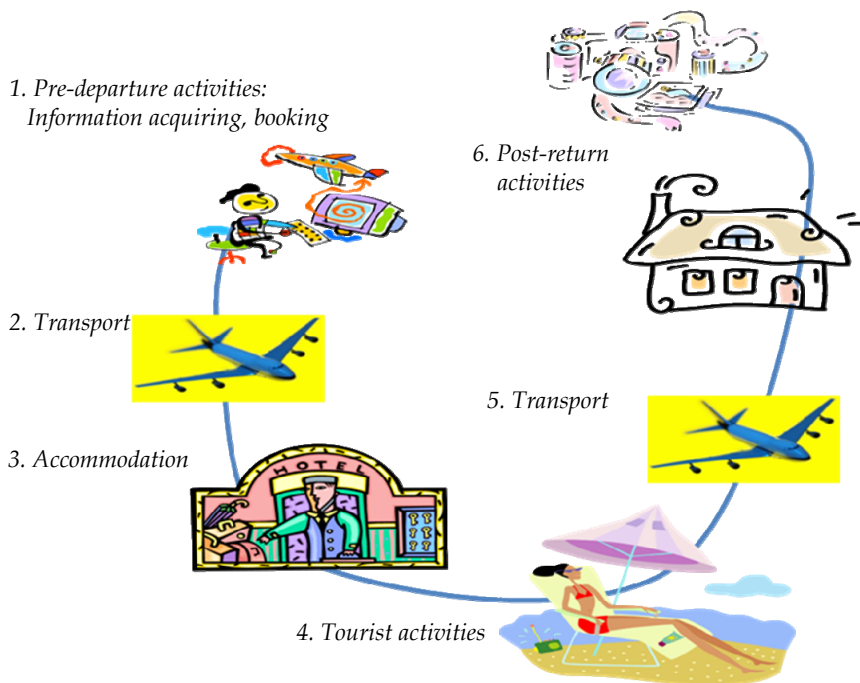 1. Pre-departure activities:
Information acquiring, booking
2. Transport
3. Accommodation
HOTEL
4. Tourist activities
5. Transport
6. Post-return
activities